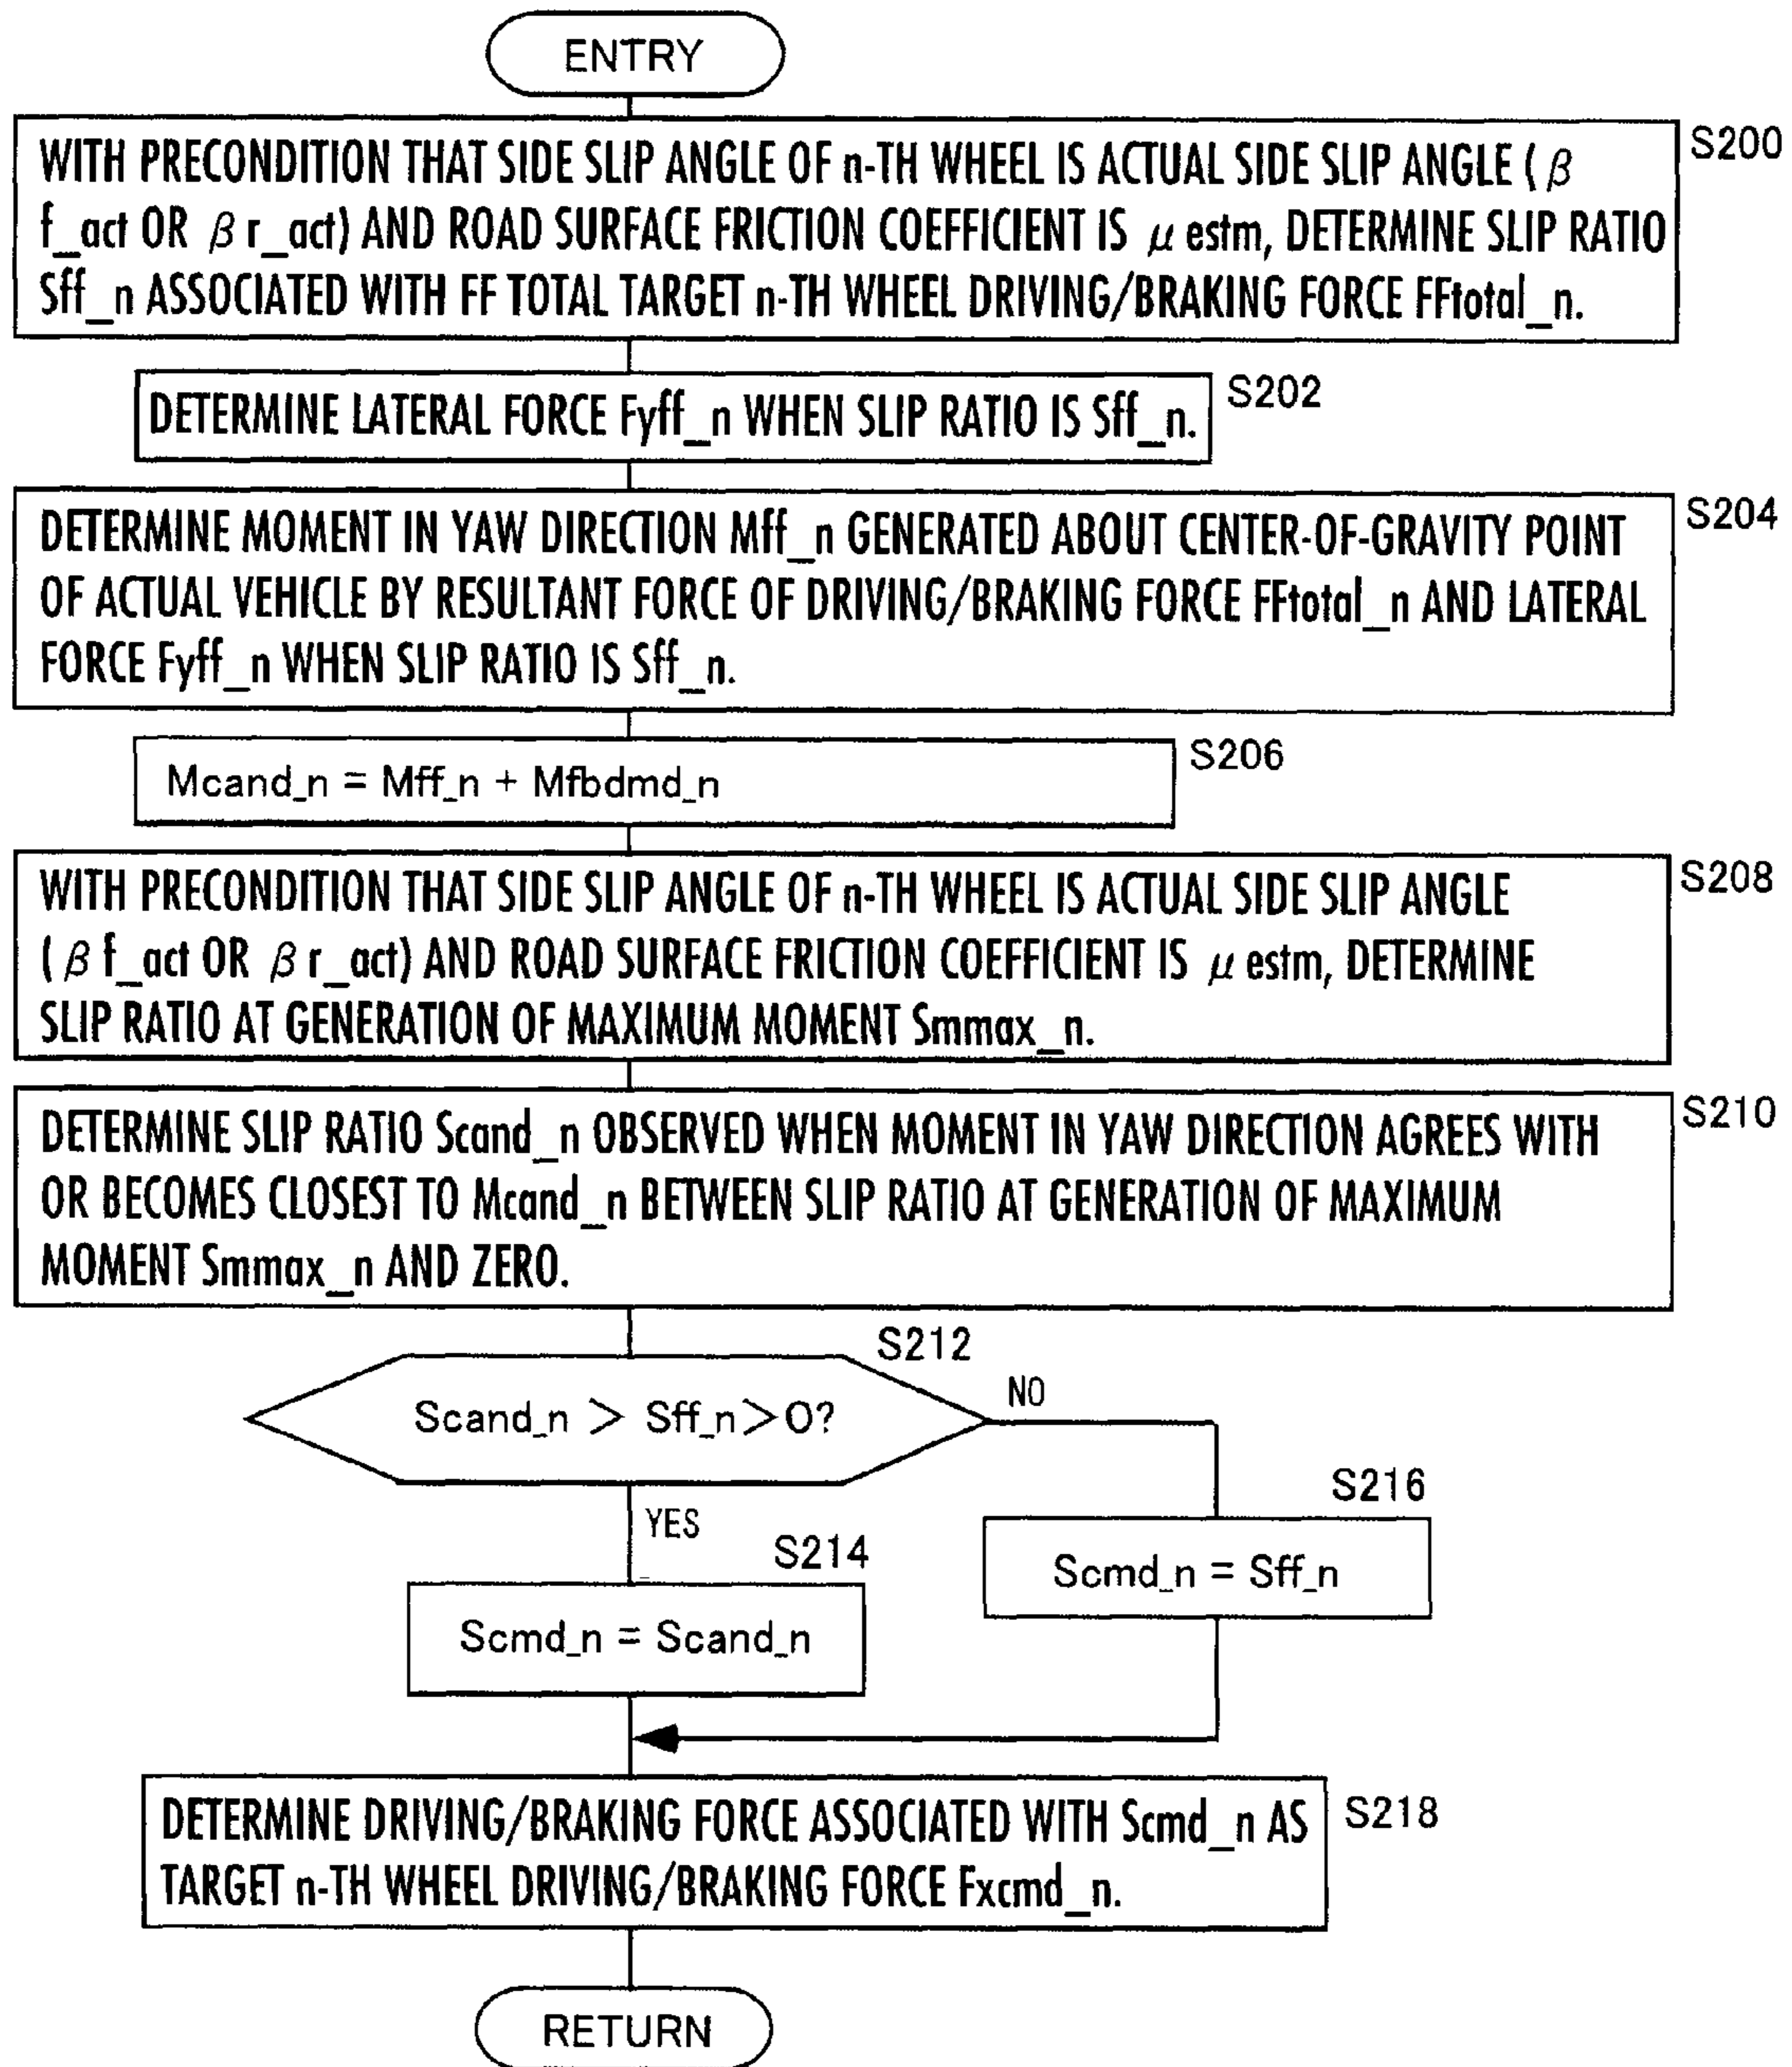 ENTRY
S200
WITH PRECONDITION THAT SIDE SLIP ANGLE OF n-TH WHEEL IS ACTUAL SIDE SLIP ANGLE (β
f_act OR βr_act) AND ROAD SURFACE FRICTION COEFFICIENT IS μestm, DETERMINE SLIP RATIO
Sff_n ASSOCIATED WITH FF TOTAL TARGET n-TH WHEEL DRIVING/BRAKING FORCE FFtotal_n.
S202
DETERMINE LATERAL FORCE Fyff_n WHEN SLIP RATIO IS Sff_n.
S204
DETERMINE MOMENT IN YAW DIRECTION Mff_n GENERATED ABOUT CENTER-OF-GRAVITY POINT
OF ACTUAL VEHICLE BY RESULTANT FORCE OF DRIVING/BRAKING FORCE FFtotal_n AND LATERAL
FORCE Fyff_n WHEN SLIP RATIO IS Sff_n.
S206
Mcand_n = Mff_n + Mfbdmd_n
S208
WITH PRECONDITION THAT SIDE SLIP ANGLE OF n-TH WHEEL IS ACTUAL SIDE SLIP ANGLE
(βf_act OR βr_act) AND ROAD SURFACE FRICTION COEFFICIENT IS μestm, DETERMINE
SLIP RATIO AT GENERATION OF MAXIMUM MOMENT Smmax_n.
S210
DETERMINE SLIP RATIO Scand_n OBSERVED WHEN MOMENT IN YAW DIRECTION AGREES WITH
OR BECOMES CLOSEST TO Mcand_n BETWEEN SLIP RATIO AT GENERATION OF MAXIMUM
MOMENT Smmax_n AND ZERO.
S212
Scand_n > Sff_n>0?
NO
YES
S216
Scmd_n = Sff_n
S214
Scmd_n = Scand_n
S218
DETERMINE DRIVING/BRAKING FORCE ASSOCIATED WITH Scmd_n AS
TARGET n-TH WHEEL DRIVING/BRAKING FORCE Fxcmd_n.
RETURN